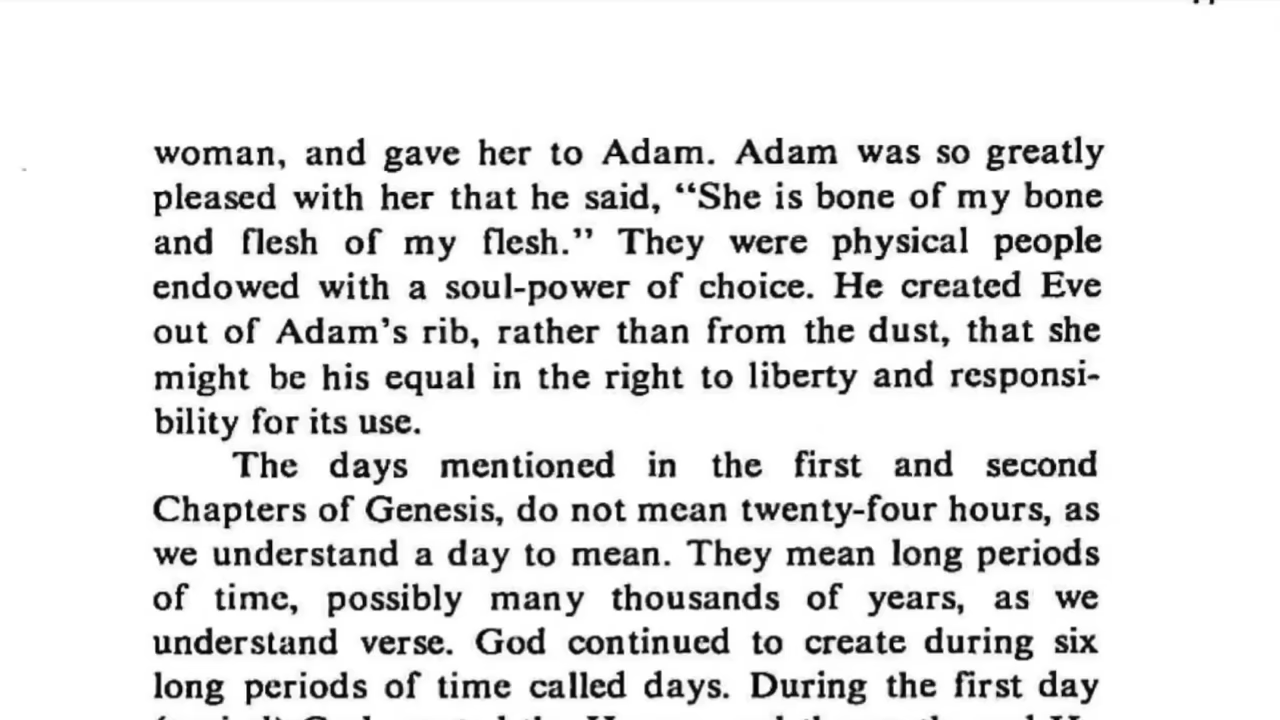 woman, and gave her to Adam. Adam was so greatly
pleased with her that he said, “She is bone of my bone
and flesh of my flesh.” They were physical people
endowed with a soul-power of choice. He created Eve
out of Adam’s rib, rather than from the dust, that she
might be his equal in the right to liberty and responsi-
bility for its use.
The days mentioned in the first and second
Chapters of Genesis, do not mean twenty-four hours, as
we understand a day to mean. They mean long periods
of time, possibly many thousands of years, as we
understand verse. God continued to create during six
long periods of time called days. During the first day